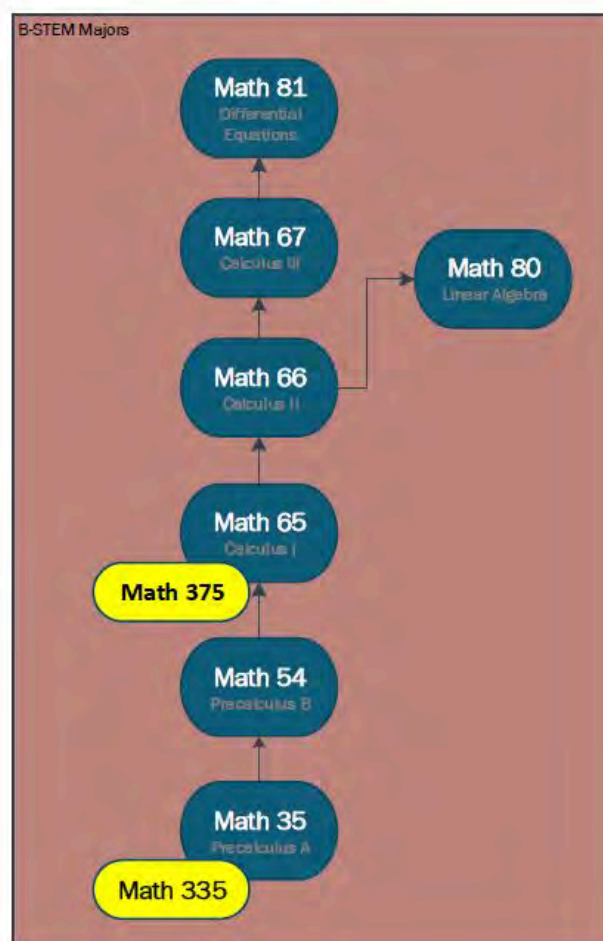 B-STEM Majors
Math 81
Differential
Equations
Math 67
Calculus III
Math 80
Linear Algebra
Math 66
Calculus II
Math 65
Calculus I
Math 375
Math 54
Precalculus B
Math 35
Precalculus A
Math 335